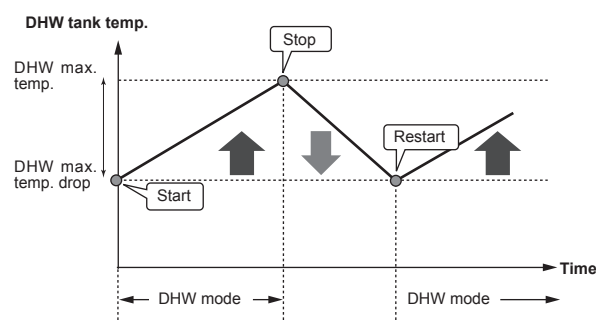 DHW tank temp.
Stop
DHW max.
temp.
Restart
DHW max.
temp. drop
Start
Time
DHW mode
DHW mode